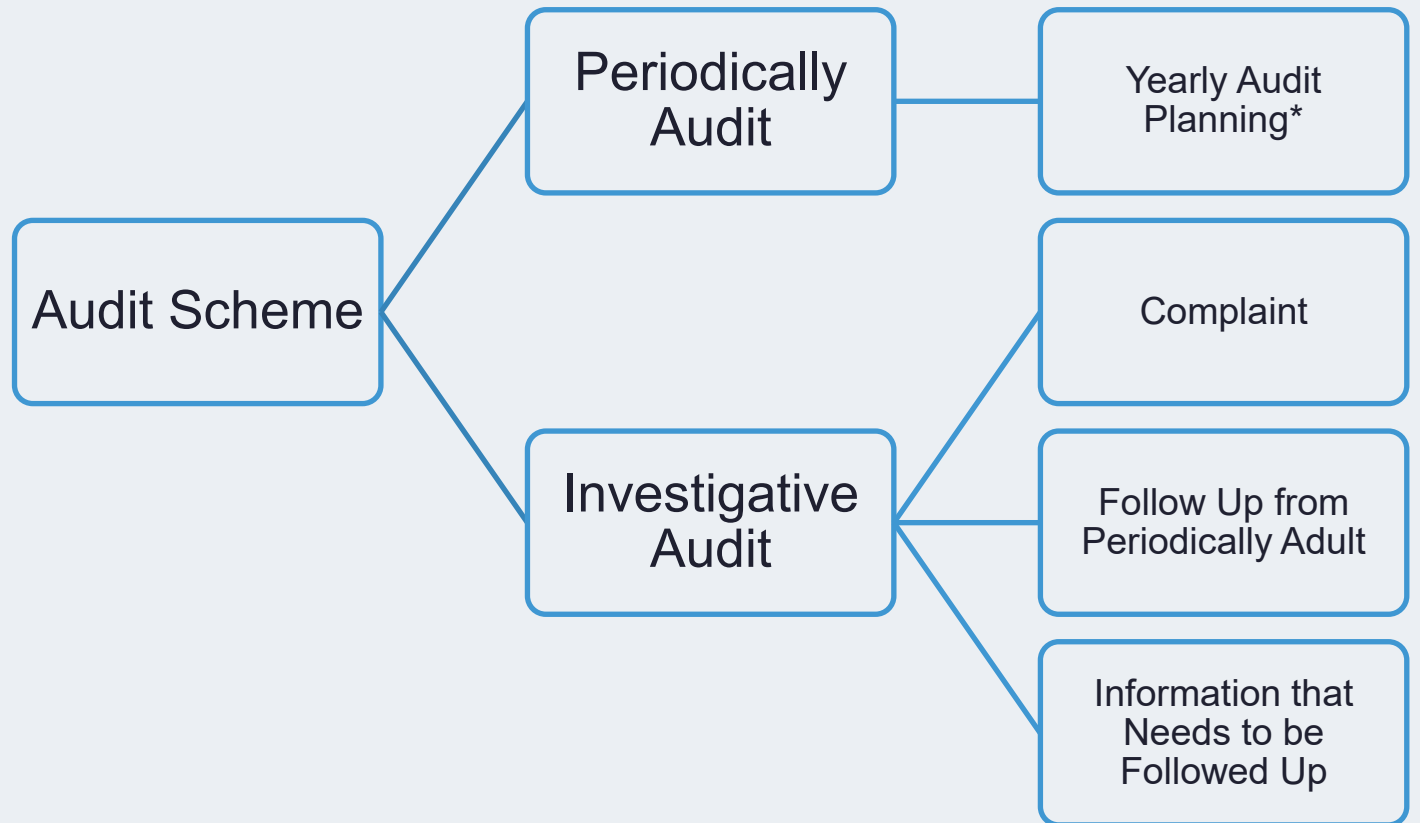 Periodically
Audit
Yearly Audit
Planning*
Audit Scheme
Complaint
Investigative
Audit
Follow Up from
Periodically Adult
Information that
Needs to be
Followed Up